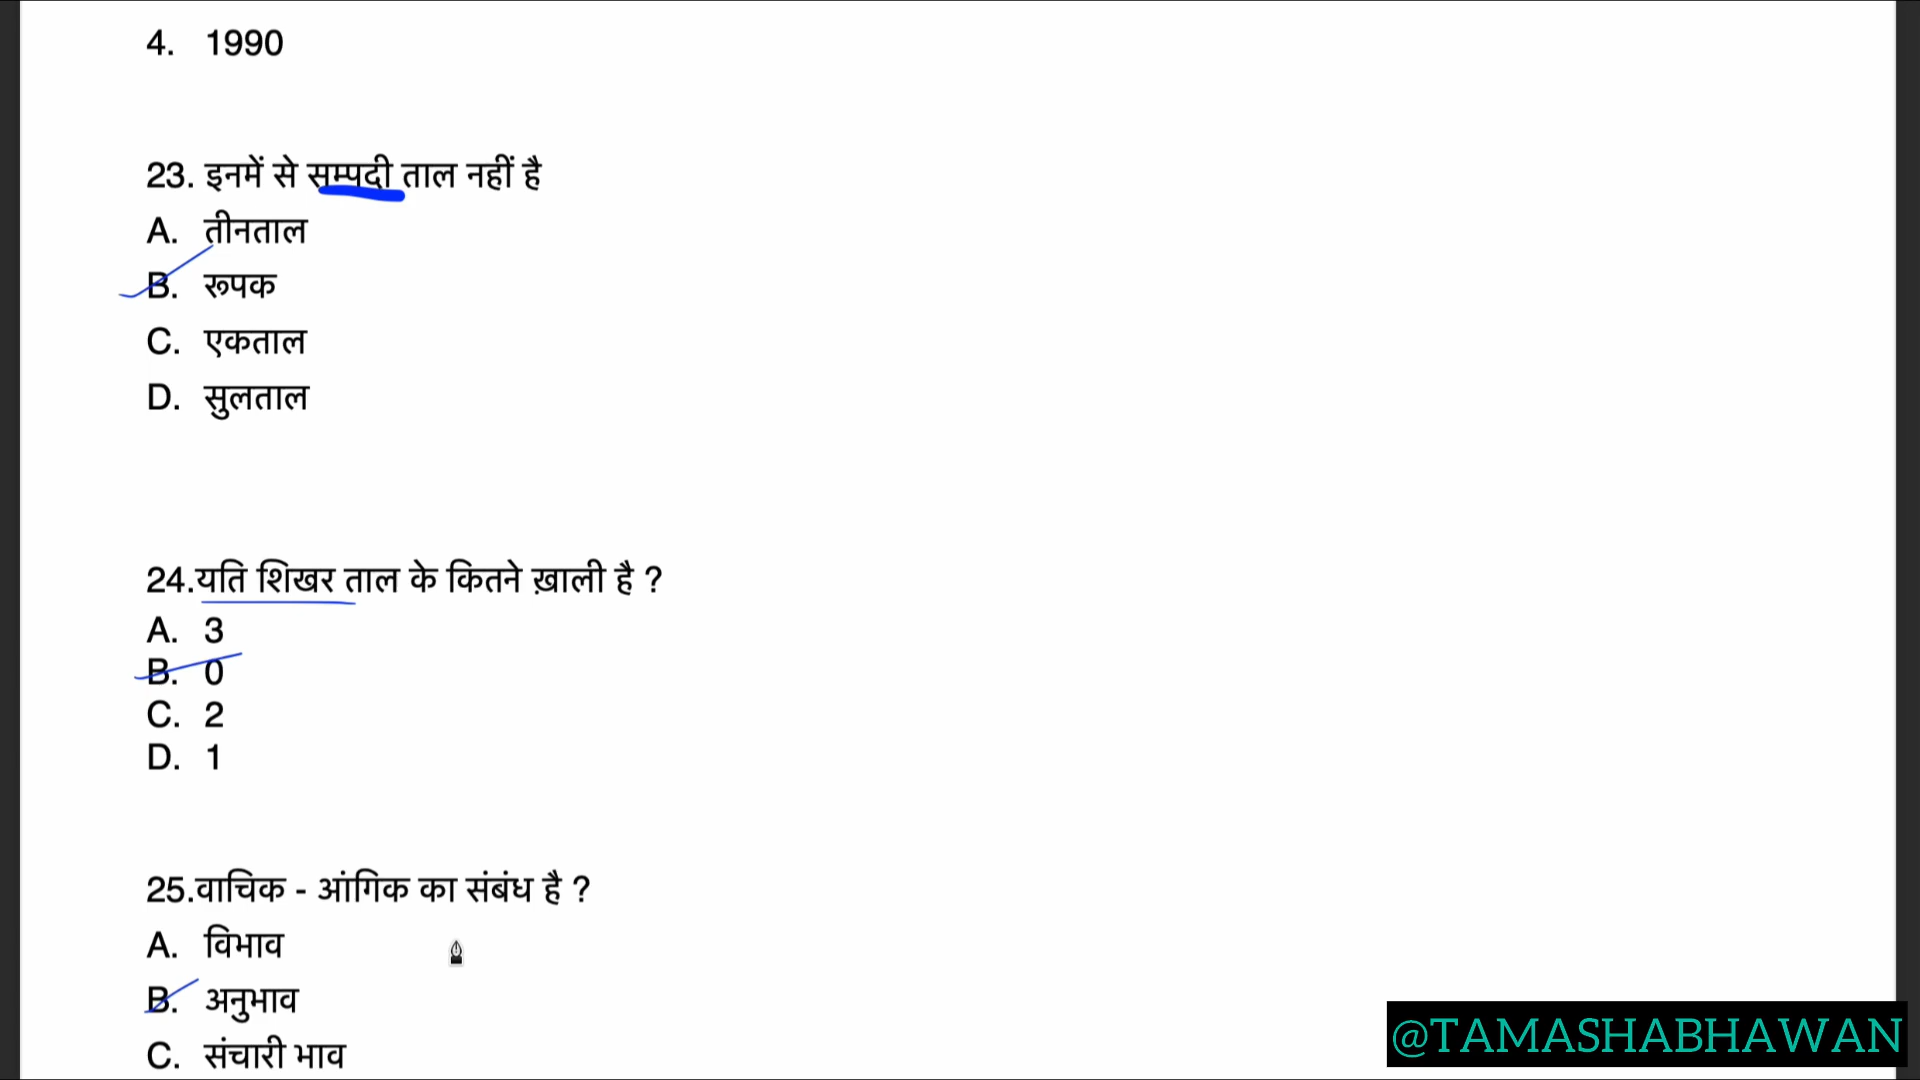 4. 1990
23. इनमें से सम्पदी ताल नहीं है
A. तीनताल
B. रूपक
C. एकताल
D. सुलताल
24.यति शिखर ताल के कितने ख़ाली है ?
A. 3
B. 0
C. 2
D. 1
25.वाचिक - आंगिक का संबंध है ?
A. विभाव
B. अनुभाव
C. संचारी भाव
@TAMASHABHAWAN